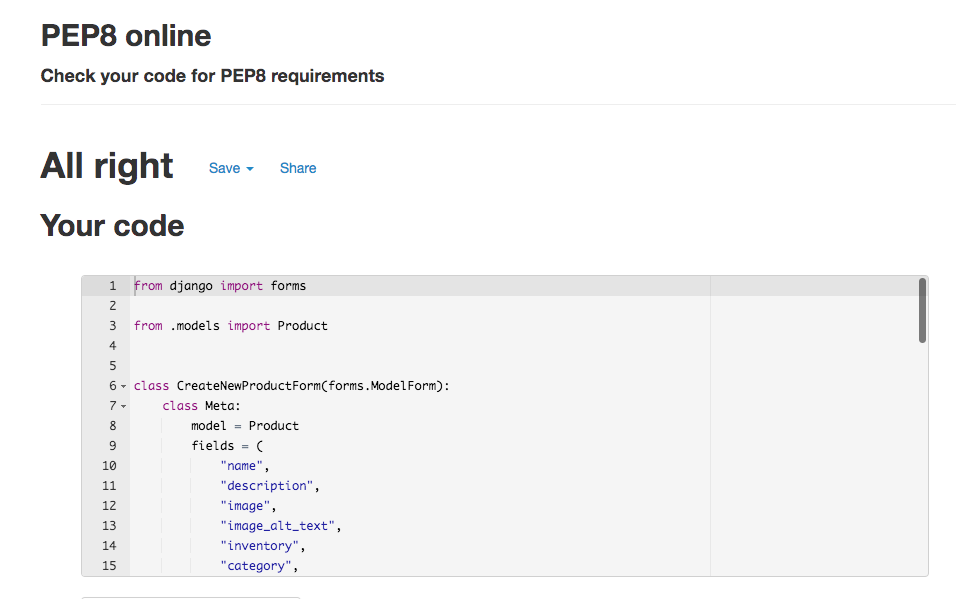 PEP8 online
Check your code for PEP8 requirements
All right Save Share
Your code
1 from django import forms
2
3 from .models import Product
4
5
6 class CreateNewProductForm(forms.ModelForm):
7     class Meta:
8         model = Product
9         fields = (
10             "name",
11             "description",
12             "image",
13             "image_alt_text",
14             "inventory",
15             "category",